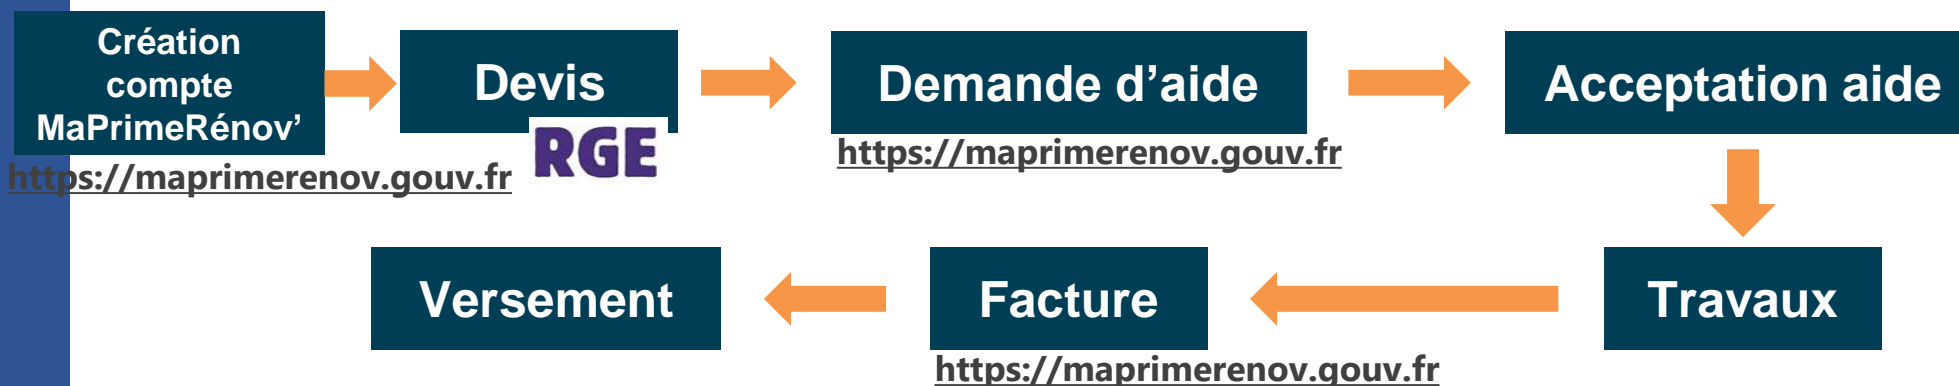 Création
compte
MaPrimeRénov’
https://maprimerenov.gouv.fr
Devis
RGE
Demande d’aide
https://maprimerenov.gouv.fr
Acceptation aide
Travaux
Facture
https://maprimerenov.gouv.fr
Versement